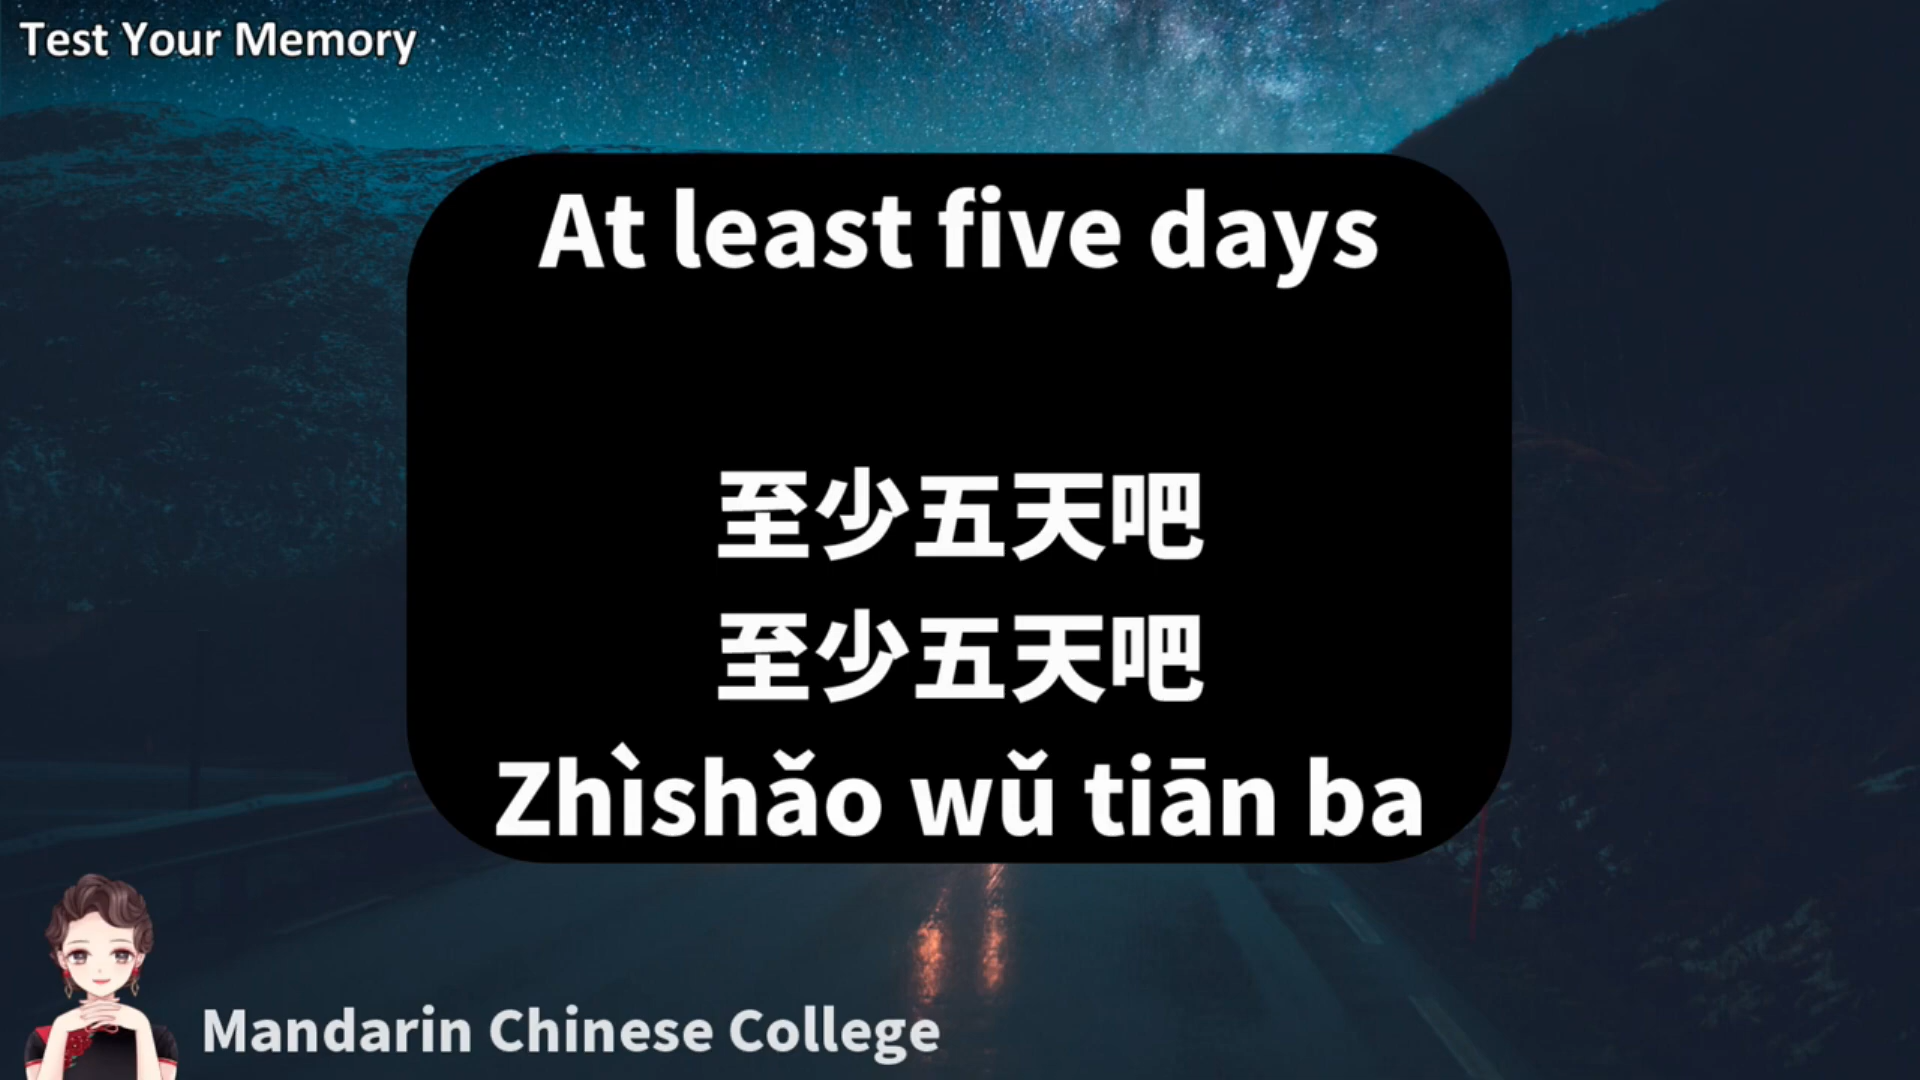 Test Your Memory
At least five days
至少五天吧
至少五天吧
Zhìshǎo wǔ tiān ba
Mandarin Chinese College